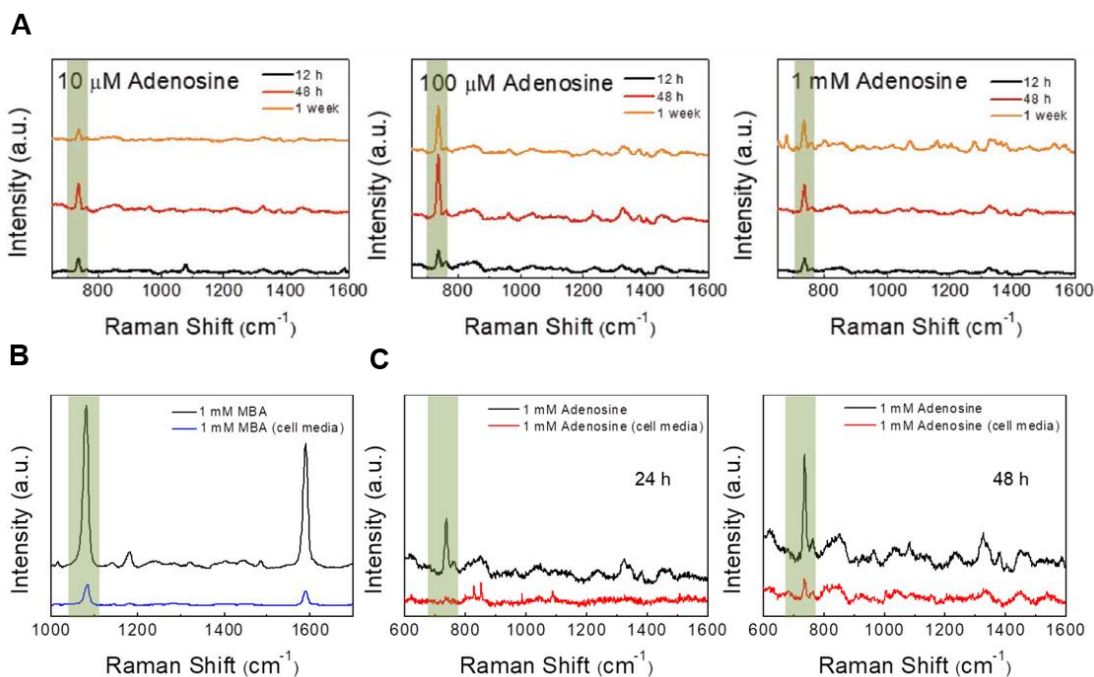 A
10 μM Adenosine
12 h
48 h
1 week
Intensity (a.u.)
800 1000 1200 1400 1600
Raman Shift (cm⁻¹)
100 μM Adenosine
12 h
48 h
1 week
Intensity (a.u.)
800 1000 1200 1400 1600
Raman Shift (cm⁻¹)
1 mM Adenosine
12 h
48 h
1 week
Intensity (a.u.)
800 1000 1200 1400 1600
Raman Shift (cm⁻¹)
B
1 mM MBA
1 mM MBA (cell media)
Intensity (a.u.)
1000 1200 1400 1600
Raman Shift (cm⁻¹)
C
1 mM Adenosine
1 mM Adenosine (cell media)
24 h
Intensity (a.u.)
600 800 1000 1200 1400 1600
Raman Shift (cm⁻¹)
1 mM Adenosine
1 mM Adenosine (cell media)
48 h
Intensity (a.u.)
600 800 1000 1200 1400 1600
Raman Shift (cm⁻¹)